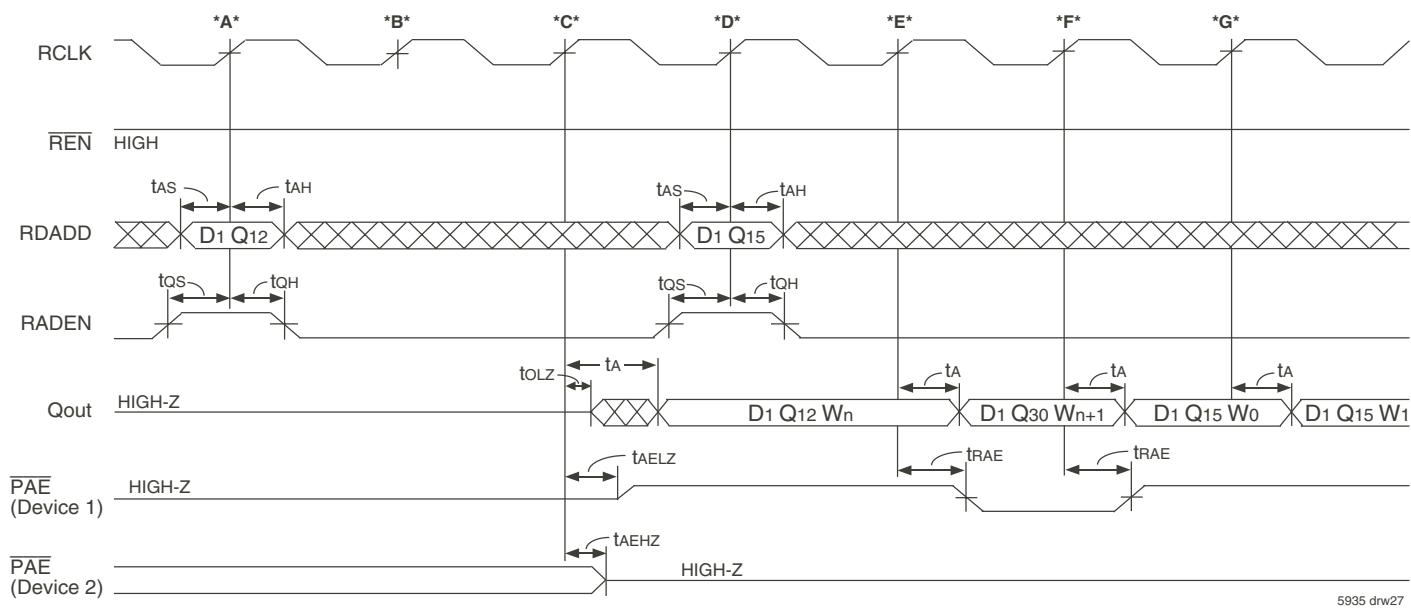 *A* *B* *C* *D* *E* *F* *G*
RCLK
REN HIGH
tAS tAH tAS tAH
RDADD D1 Q12 D1 Q15
tQS tQH tQS tQH
RADEN
tOLZ tA tA tA tA
Qout HIGH-Z D1 Q12 Wn D1 Q30 Wn+1 D1 Q15 W0 D1 Q15 W1
tAELZ tRAE tRAE
PAE HIGH-Z
(Device 1)
tAEHZ
PAE HIGH-Z
(Device 2)
5935 drw27